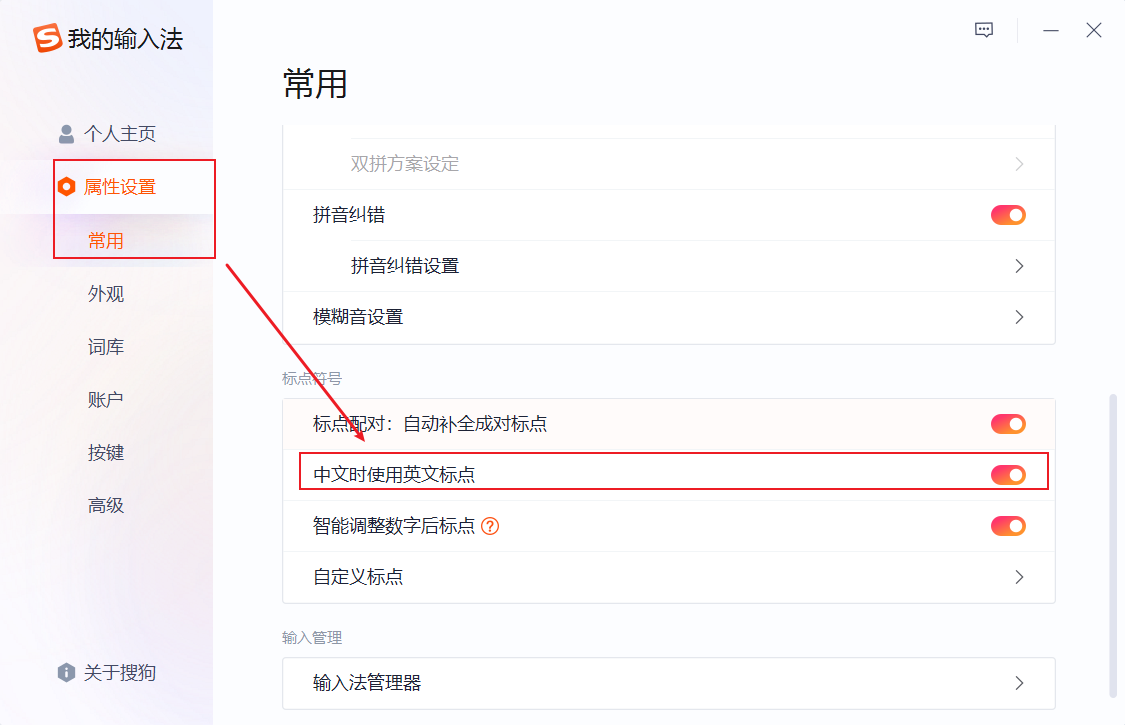 我的输入法
个人主页
属性设置
常用
外观
词库
账户
按键
高级
关于搜狗
常用
双拼方案设定
拼音纠错
拼音纠错设置
模糊音设置
标点符号
标点配对：自动补全成对标点
中文时使用英文标点
智能调整数字后标点 ?
自定义标点
输入管理
输入法管理器